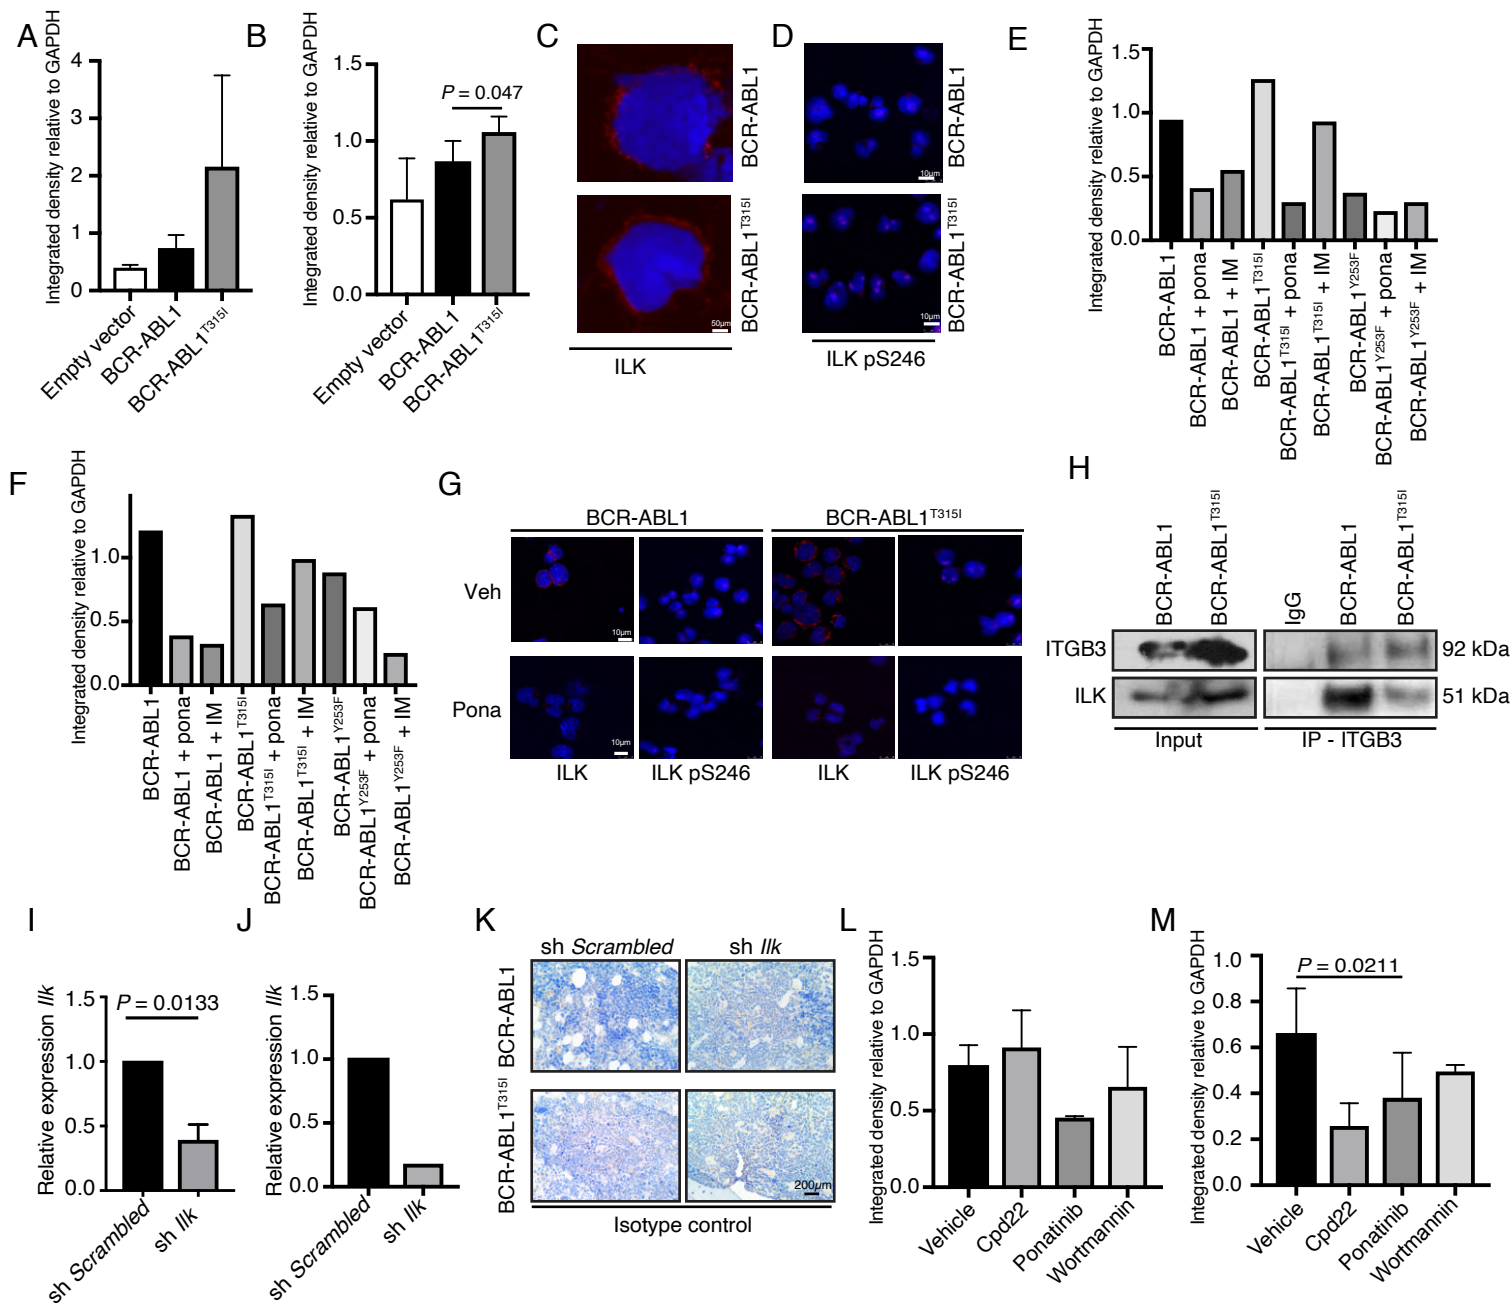 A
Integrated density relative to GAPDH
4
3
2
1
0
Empty vector
BCR-ABL1
BCR-ABL1T315I
B
Integrated density relative to GAPDH
1.5
1.0
0.5
0.0
P = 0.047
Empty vector
BCR-ABL1
BCR-ABL1T315I
C
BCR-ABL1
BCR-ABL1T315I
50µm
ILK
D
BCR-ABL1
10µm
BCR-ABL1T315I
10µm
ILK pS246
E
Integrated density relative to GAPDH
1.5
1.0
0.5
0.0
BCR-ABL1
BCR-ABL1 + pona
BCR-ABL1 + IM
BCR-ABL1T315I
BCR-ABL1T315I + pona
BCR-ABL1T315I + IM
BCR-ABL1Y253F
BCR-ABL1Y253F + pona
BCR-ABL1Y253F + IM
F
Integrated density relative to GAPDH
1.0
0.5
0.0
BCR-ABL1
BCR-ABL1 + pona
BCR-ABL1 + IM
BCR-ABL1T315I
BCR-ABL1T315I + pona
BCR-ABL1T315I + IM
BCR-ABL1Y253F
BCR-ABL1Y253F + pona
BCR-ABL1Y253F + IM
G
BCR-ABL1
BCR-ABL1T315I
Veh
10µm
Pona
10µm
ILK
ILK pS246
ILK
ILK pS246
H
BCR-ABL1
BCR-ABL1T315I
IgG
BCR-ABL1
BCR-ABL1T315I
ITGB3
92 kDa
ILK
51 kDa
Input
IP - ITGB3
I
Relative expression Ilk
1.5
1.0
0.5
0.0
P = 0.0133
sh Scrambled
sh Ilk
J
Relative expression Ilk
1.5
1.0
0.5
0.0
sh Scrambled
sh Ilk
K
sh Scrambled
sh Ilk
BCR-ABL1
BCR-ABL1T315I
200µm
Isotype control
L
Integrated density relative to GAPDH
1.5
1.0
0.5
0.0
Vehicle
Cpd22
Ponatinib
Wortmannin
M
Integrated density relative to GAPDH
1.0
0.8
0.6
0.4
0.2
0.0
P = 0.0211
Vehicle
Cpd22
Ponatinib
Wortmannin